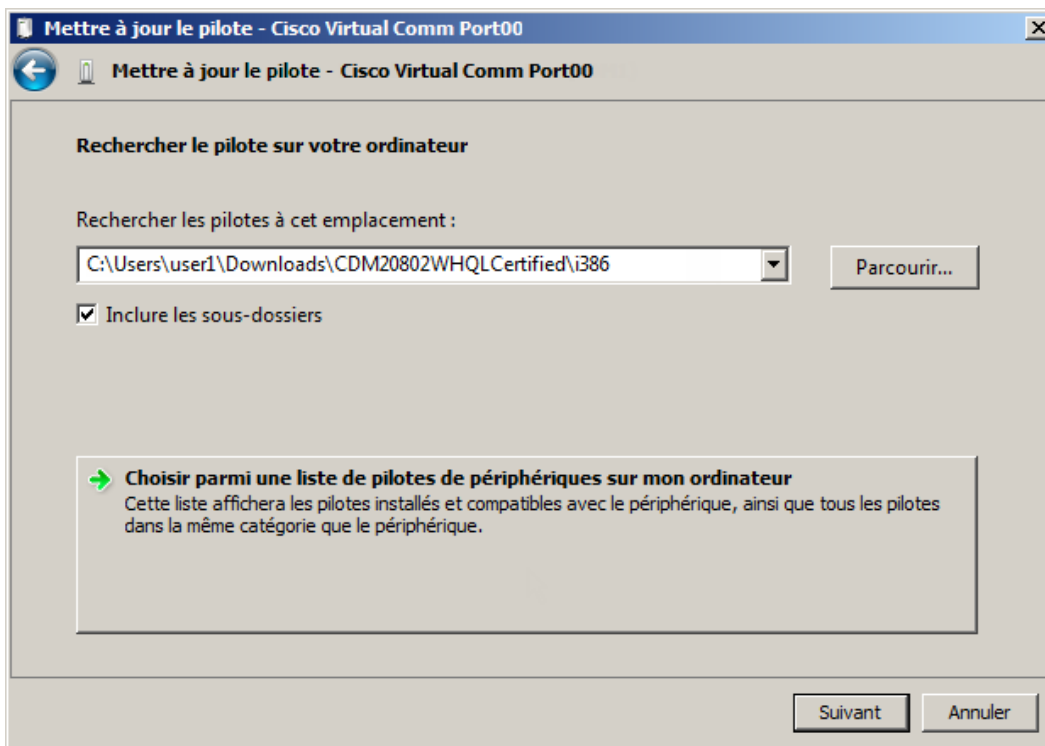 Mettre à jour le pilote - Cisco Virtual Comm Port00
Mettre à jour le pilote - Cisco Virtual Comm Port00
Rechercher le pilote sur votre ordinateur
Rechercher les pilotes à cet emplacement :
C:\Users\user1\Downloads\CDM20802WHQLCertified\i386
Parcourir...
Inclure les sous-dossiers
Choisir parmi une liste de pilotes de périphériques sur mon ordinateur
Cette liste affichera les pilotes installés et compatibles avec le périphérique, ainsi que tous les pilotes
dans la même catégorie que le périphérique.
Suivant
Annuler